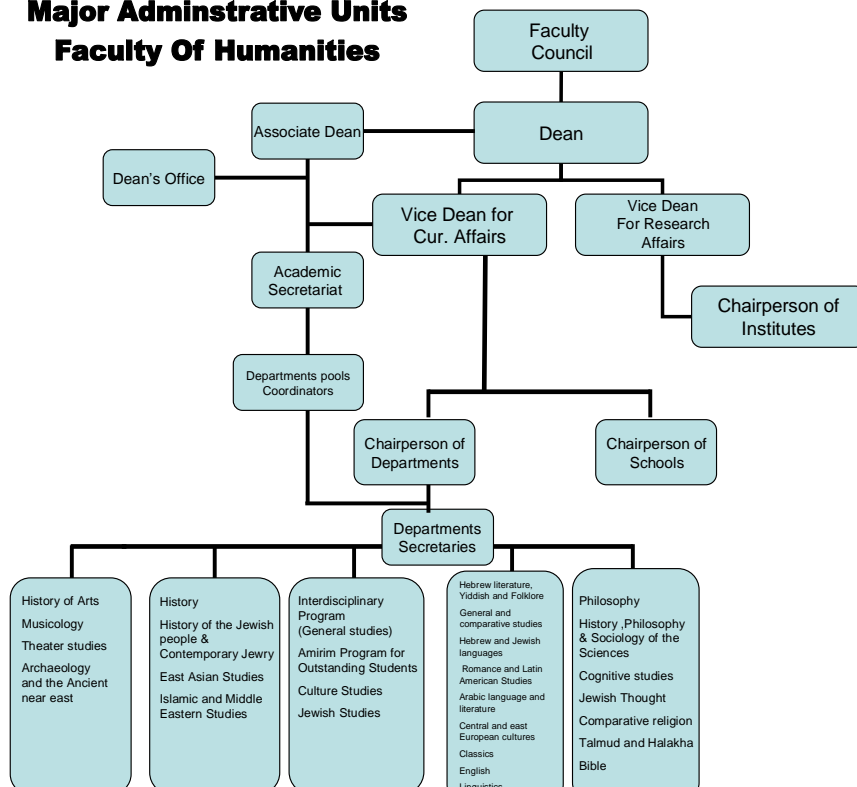 Major Adminstrative Units
Faculty Of Humanities
Faculty
Council
Associate Dean
Dean
Dean’s Office
Vice Dean for
Cur. Affairs
Vice Dean
For Research
Affairs
Academic
Secretariat
Chairperson of
Institutes
Departments pools
Coordinators
Chairperson of
Departments
Chairperson of
Schools
Departments
Secretaries
History of Arts
Musicology
Theater studies
Archaeology
and the Ancient
near east
History
History of the Jewish
people &
Contemporary Jewry
East Asian Studies
Islamic and Middle
Eastern Studies
Interdisciplinary
Program
(General studies)
Amirim Program for
Outstanding Students
Culture Studies
Jewish Studies
Hebrew literature,
Yiddish and Folklore
General and
comparative studies
Hebrew and Jewish
languages
Romance and Latin
American Studies
Arabic language and
literature
Central and east
European cultures
Classics
English
Linguistics
Philosophy
History ,Philosophy
& Sociology of the
Sciences
Cognitive studies
Jewish Thought
Comparative religion
Talmud and Halakha
Bible